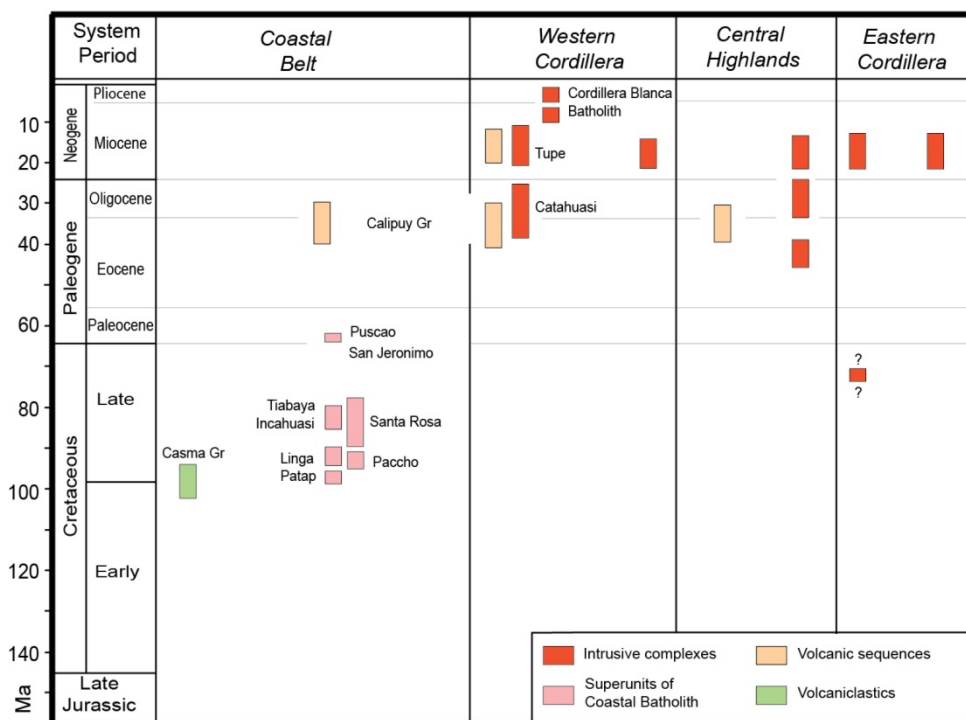 System
Period
Coastal
Belt
Western
Cordillera
Central
Highlands
Eastern
Cordillera
Neogene
Pliocene
Miocene
Paleogene
Oligocene
Eocene
Paleocene
Cretaceous
Late
Early
Late
Jurassic
10
20
30
40
60
80
100
120
140
Ma
Cordillera Blanca
Batholith
Tupe
Calipuy Gr
Catahuasi
Puscao
San Jeronimo
Tiabaya
Incahuasi
Santa Rosa
Casma Gr
Linga
Patap
Paccho
?
?
Intrusive complexes
Volcanic sequences
Superunits of
Coastal Batholith
Volcaniclastics